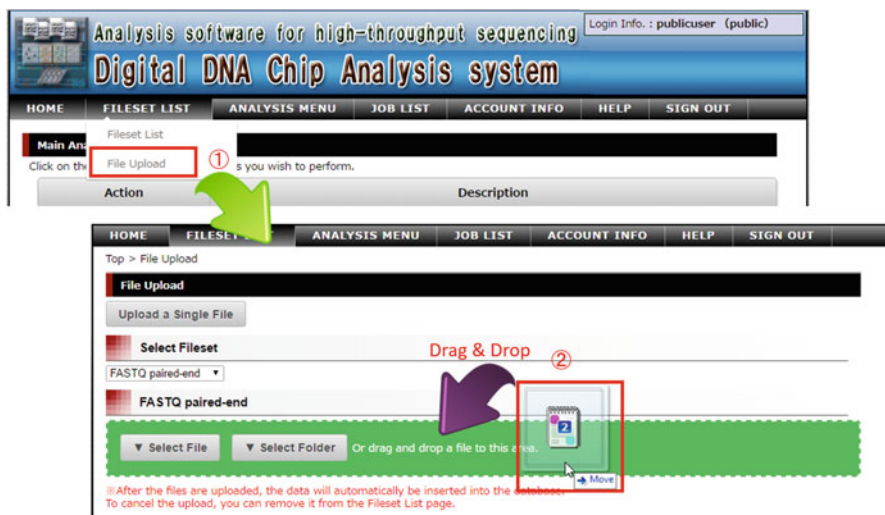 Analysis software for high-throughput sequencing
Login Info. : publicuser (public)
Digital DNA Chip Analysis system
HOME FILESET LIST ANALYSIS MENU JOB LIST ACCOUNT INFO HELP SIGN OUT
Fileset List
Main Ana
File Upload
①
Click on the s you wish to perform.
Action Description
HOME FILESET ANALYSIS MENU JOB LIST ACCOUNT INFO HELP SIGN OUT
Top > File Upload
File Upload
Upload a Single File
Select Fileset
Drag & Drop ②
FASTQ paired-end ▼
FASTQ paired-end
2
▼ Select File ▼ Select Folder Or drag and drop a file to this area.
Move
※After the files are uploaded, the data will automatically be inserted into the database.
To cancel the upload, you can remove it from the Fileset List page.